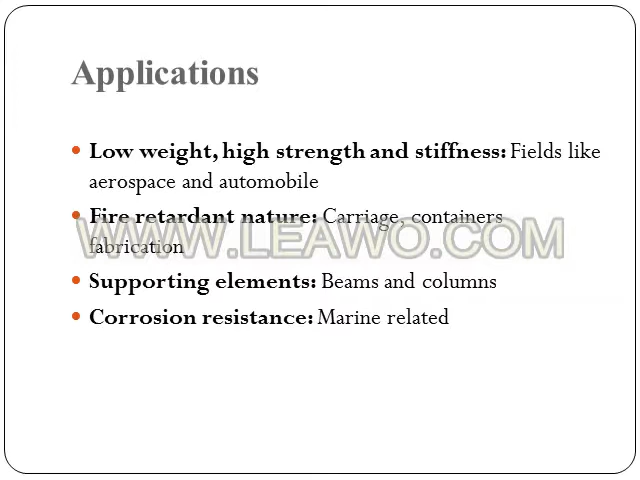 Applications
• Low weight, high strength and stiffness: Fields like
aerospace and automobile
• Fire retardant nature: Carriage, containers
fabrication
WWW.LEAWO.COM
• Supporting elements: Beams and columns
• Corrosion resistance: Marine related